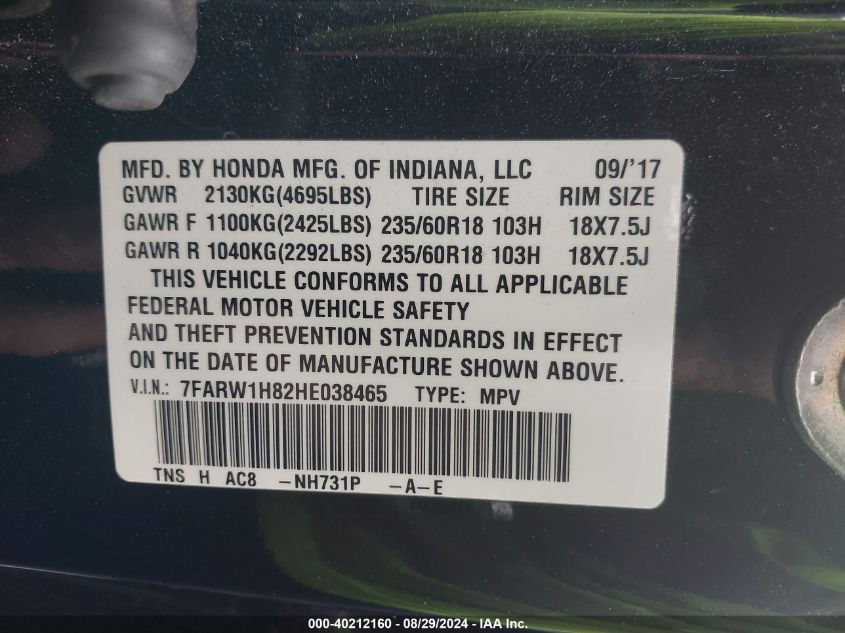 MFD. BY HONDA MFG. OF INDIANA, LLC 09/'17
GVWR 2130KG(4695LBS) TIRE SIZE RIM SIZE
GAWR F 1100KG(2425LBS) 235/60R18 103H 18X7.5J
GAWR R 1040KG(2292LBS) 235/60R18 103H 18X7.5J
THIS VEHICLE CONFORMS TO ALL APPLICABLE
FEDERAL MOTOR VEHICLE SAFETY
AND THEFT PREVENTION STANDARDS IN EFFECT
ON THE DATE OF MANUFACTURE SHOWN ABOVE.
V.I.N.: 7FARW1H82HE038465 TYPE: MPV
TNS H AC8 -NH731P -A-E
000-40212160 - 08/29/2024 - IAA Inc.